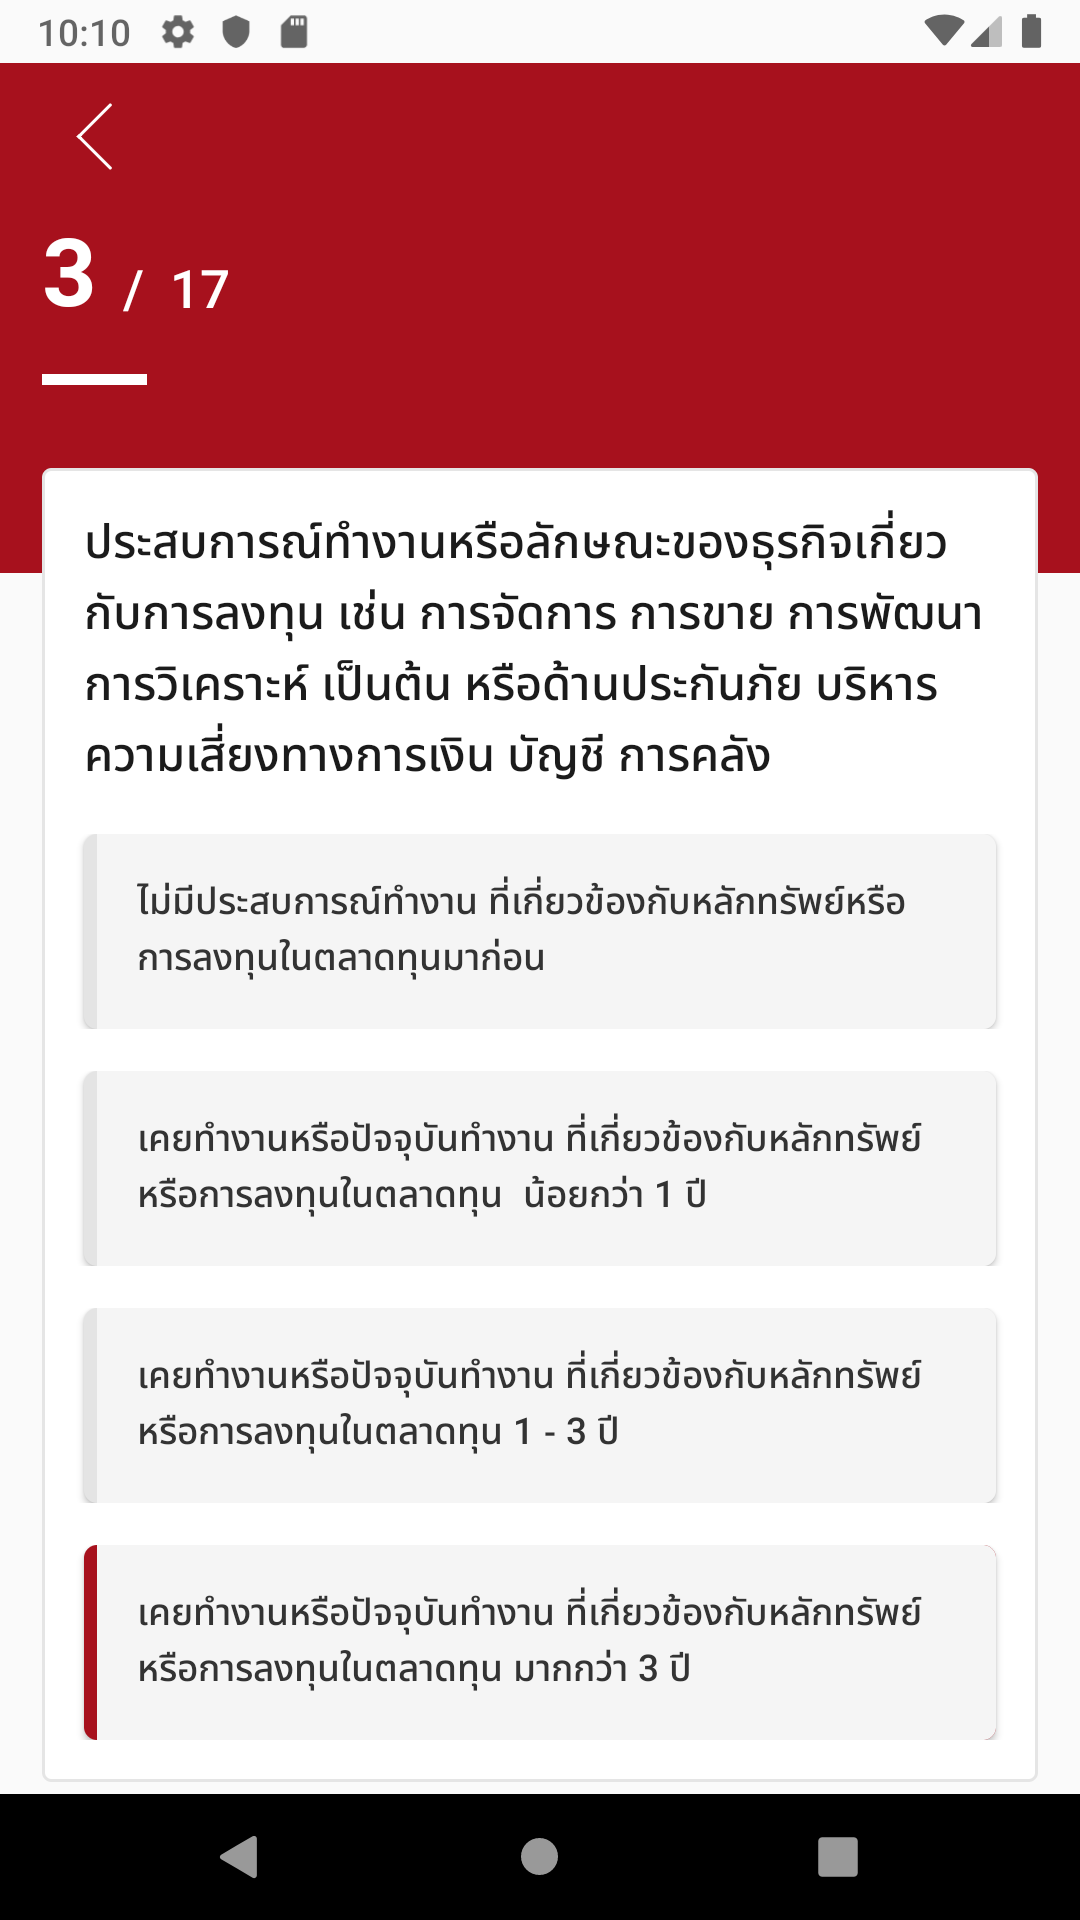 10:10
3 / 17
ประสบการณ์ทำงานหรือลักษณะของธุรกิจเกี่ยว
กับการลงทุน เช่น การจัดการ การขาย การพัฒนา
การวิเคราะห์ เป็นต้น หรือด้านประกันภัย บริหาร
ความเสี่ยงทางการเงิน บัญชี การคลัง
ไม่มีประสบการณ์ทำงาน ที่เกี่ยวข้องกับหลักทรัพย์หรือ
การลงทุนในตลาดทุนมาก่อน
เคยทำงานหรือปัจจุบันทำงาน ที่เกี่ยวข้องกับหลักทรัพย์
หรือการลงทุนในตลาดทุน  น้อยกว่า 1 ปี
เคยทำงานหรือปัจจุบันทำงาน ที่เกี่ยวข้องกับหลักทรัพย์
หรือการลงทุนในตลาดทุน 1 - 3 ปี
เคยทำงานหรือปัจจุบันทำงาน ที่เกี่ยวข้องกับหลักทรัพย์
หรือการลงทุนในตลาดทุน มากกว่า 3 ปี